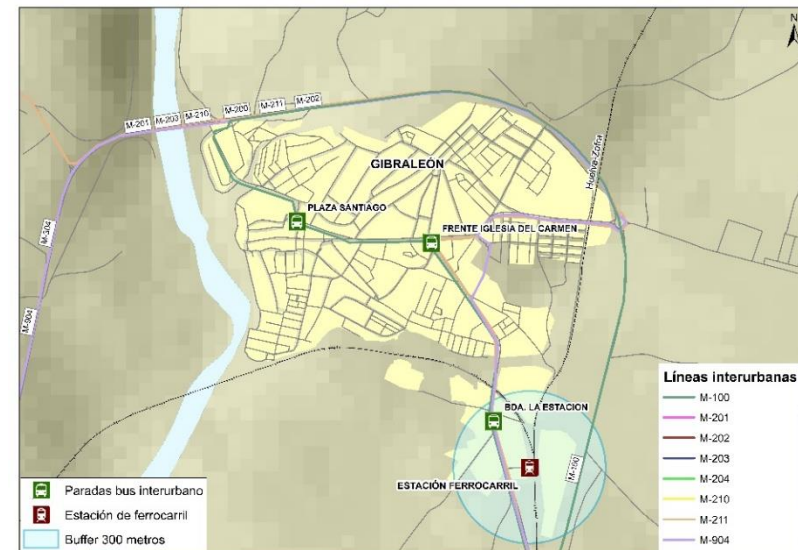 N
M-201
M-203
M-210
M-200
M-211
M-202
GIBRALEÓN
Huelva-Zafra
PLAZA SANTIAGO
FRENTE IGLESIA DEL CARMEN
M-304
M-904
BDA. LA ESTACION
ESTACIÓN FERROCARRIL
M-100
Paradas bus interurbano
Estación de ferrocarril
Buffer 300 metros
Líneas interurbanas
M-100
M-201
M-202
M-203
M-204
M-210
M-211
M-904